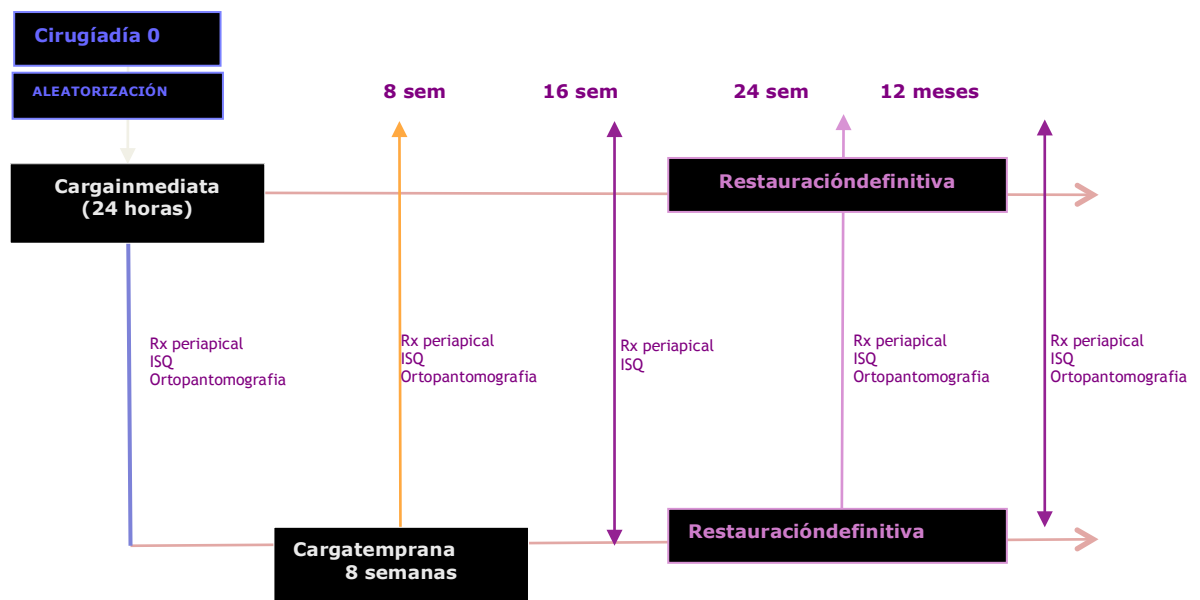 Cirugíadía 0
ALEATORIZACIÓN
8 sem
16 sem
24 sem
12 meses
Cargainmediata
(24 horas)
Restauracióndefinitiva
Rx periapical
ISQ
Ortopantomografia
Rx periapical
ISQ
Ortopantomografia
Rx periapical
ISQ
Rx periapical
ISQ
Ortopantomografia
Rx periapical
ISQ
Ortopantomografia
Cargatemprana
8 semanas
Restauracióndefinitiva